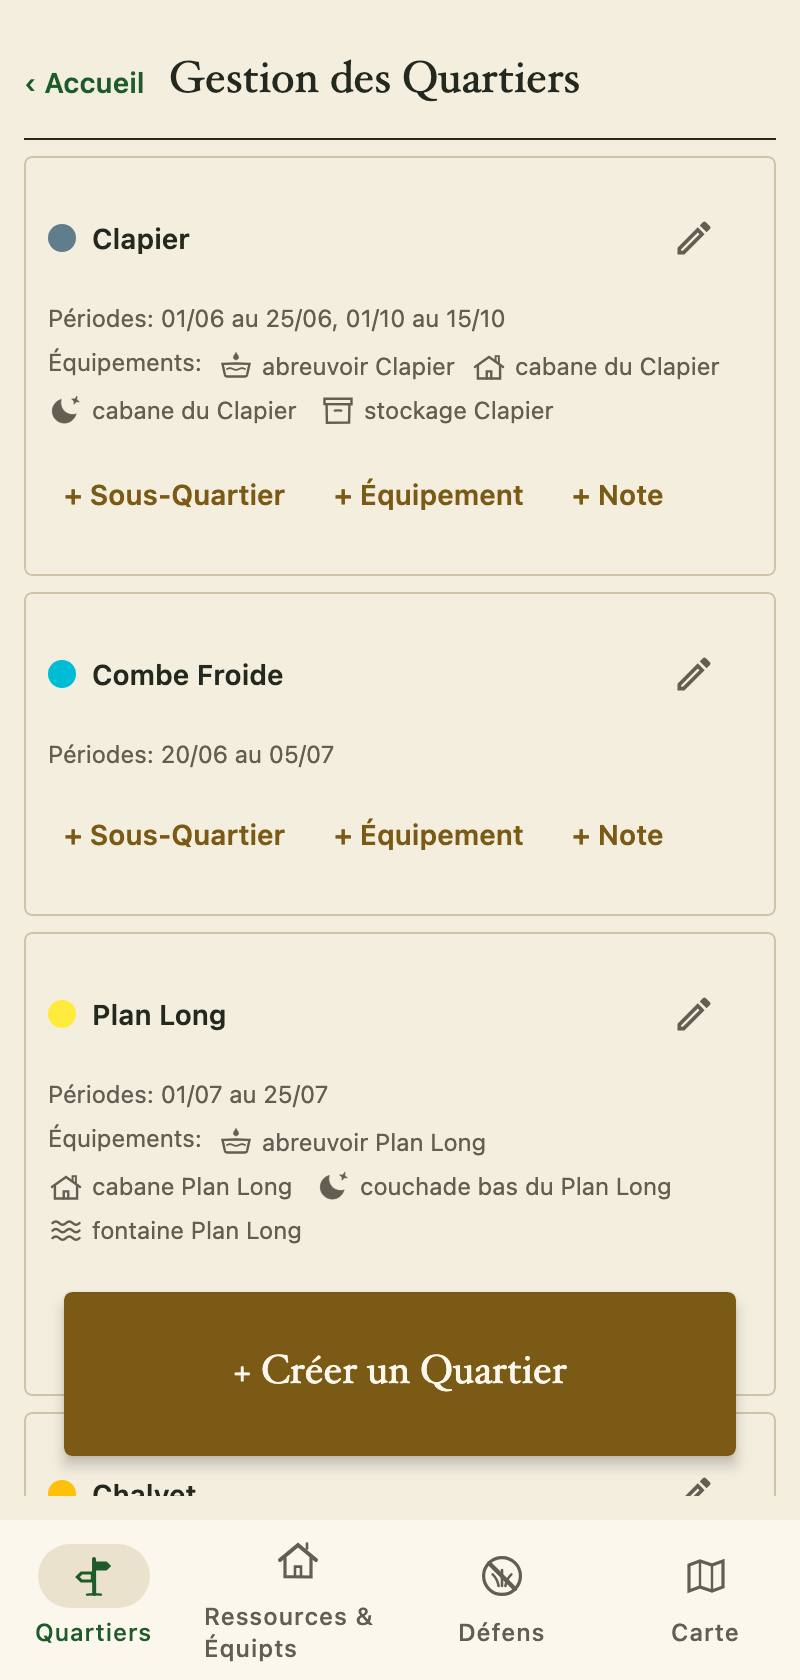 ‹ Accueil Gestion des Quartiers
Clapier
Périodes: 01/06 au 25/06, 01/10 au 15/10
Équipements: abreuvoir Clapier cabane du Clapier
cabane du Clapier stockage Clapier
+ Sous-Quartier + Équipement + Note
Combe Froide
Périodes: 20/06 au 05/07
+ Sous-Quartier + Équipement + Note
Plan Long
Périodes: 01/07 au 25/07
Équipements: abreuvoir Plan Long
cabane Plan Long couchade bas du Plan Long
fontaine Plan Long
+ Créer un Quartier
Chalvet
Quartiers
Ressources &
Équipts
Défens
Carte